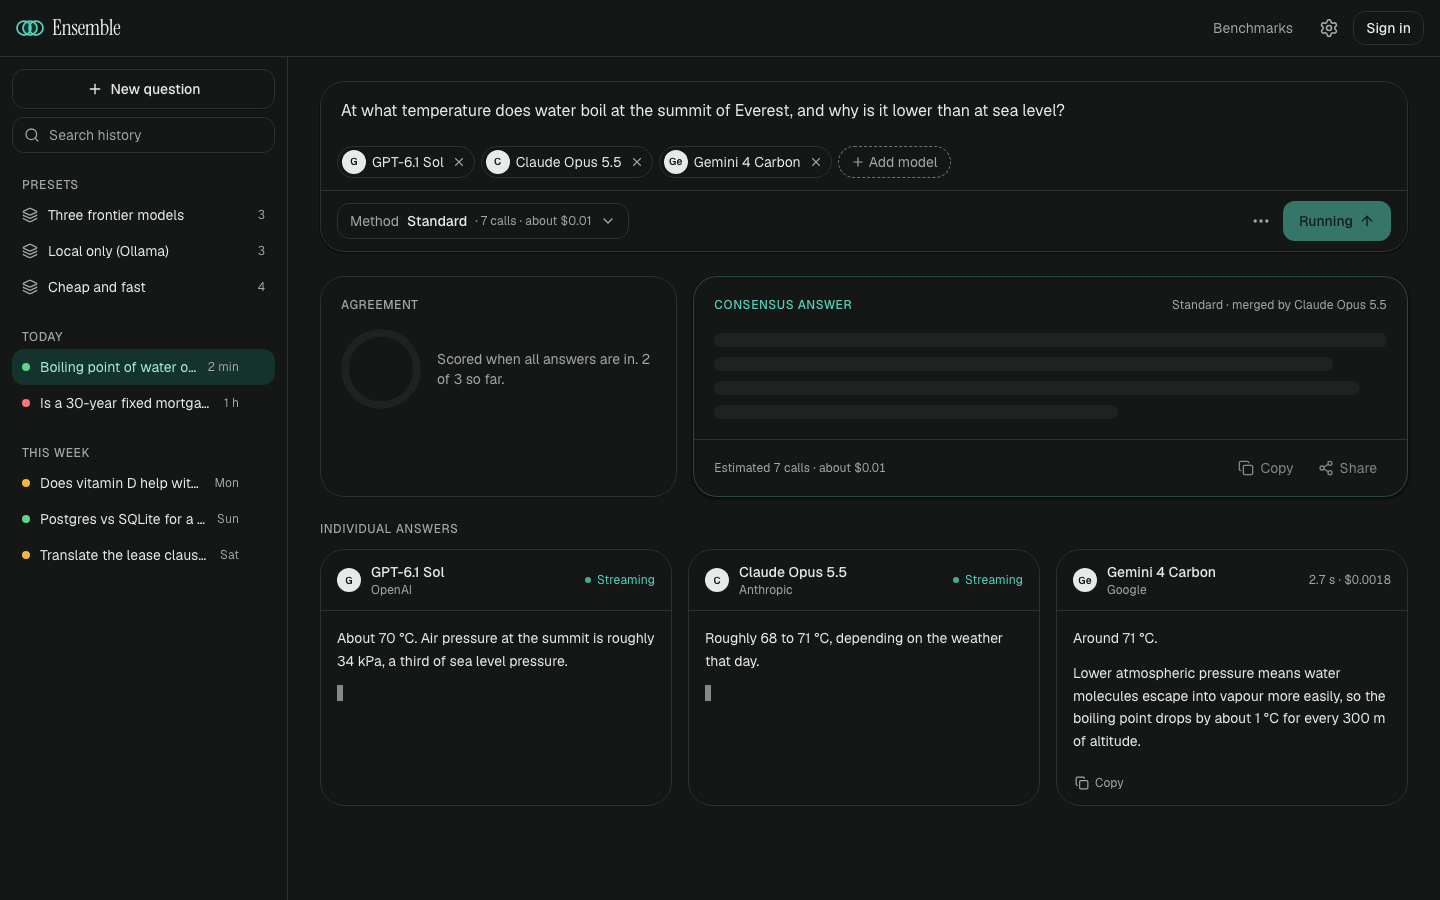 Ensemble
Benchmarks
Sign in
New question
Search history
PRESETS
Three frontier models 3
Local only (Ollama) 3
Cheap and fast 4
TODAY
Boiling point of water o... 2 min
Is a 30-year fixed mortga... 1 h
THIS WEEK
Does vitamin D help wit... Mon
Postgres vs SQLite for a ... Sun
Translate the lease claus... Sat
At what temperature does water boil at the summit of Everest, and why is it lower than at sea level?
G GPT-6.1 Sol
C Claude Opus 5.5
Ge Gemini 4 Carbon
Add model
Method Standard · 7 calls · about $0.01
Running
AGREEMENT
Scored when all answers are in. 2
of 3 so far.
CONSENSUS ANSWER
Standard · merged by Claude Opus 5.5
Estimated 7 calls · about $0.01
Copy
Share
INDIVIDUAL ANSWERS
G GPT-6.1 Sol
OpenAI
Streaming
About 70 °C. Air pressure at the summit is roughly
34 kPa, a third of sea level pressure.
C Claude Opus 5.5
Anthropic
Streaming
Roughly 68 to 71 °C, depending on the weather
that day.
Ge Gemini 4 Carbon
Google
2.7 s · $0.0018
Around 71 °C.
Lower atmospheric pressure means water
molecules escape into vapour more easily, so the
boiling point drops by about 1 °C for every 300 m
of altitude.
Copy